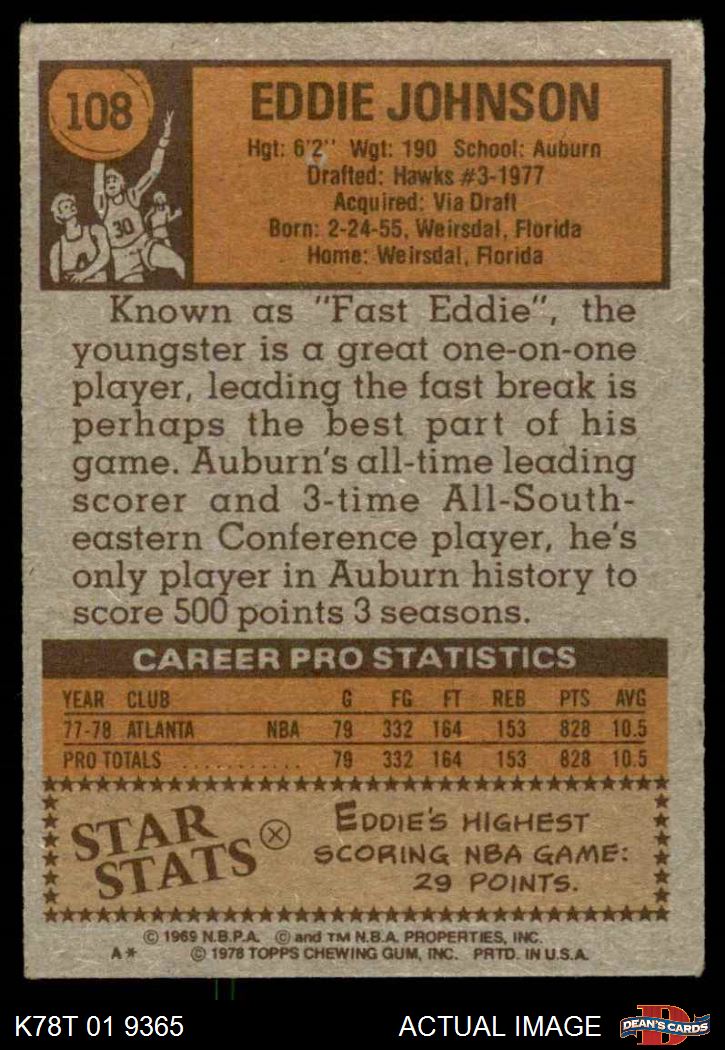 108
30
EDDIE JOHNSON
Hgt: 6'2" Wgt: 190 School: Auburn
Drafted: Hawks #3-1977
Acquired: Via Draft
Born: 2-24-55, Weirsdal, Florida
Home: Weirsdal, Florida
Known as "Fast Eddie", the
youngster is a great one-on-one
player, leading the fast break is
perhaps the best part of his
game. Auburn's all-time leading
scorer and 3-time All-South-
eastern Conference player, he's
only player in Auburn history to
score 500 points 3 seasons.
CAREER PRO STATISTICS
YEAR CLUB G FG FT REB PTS AVG
77-78 ATLANTA NBA 79 332 164 153 828 10.5
PRO TOTALS . . . . . . . . . . . 79 332 164 153 828 10.5
STAR
STATS
EDDIE'S HIGHEST
SCORING NBA GAME:
29 POINTS.
© 1969 N.B.P.A. © and TM N.B.A. PROPERTIES, INC.
A* © 1978 TOPPS CHEWING GUM, INC. PRTD. IN U.S.A.
K78T 01 9365
ACTUAL IMAGE
D
DEAN'S CARDS